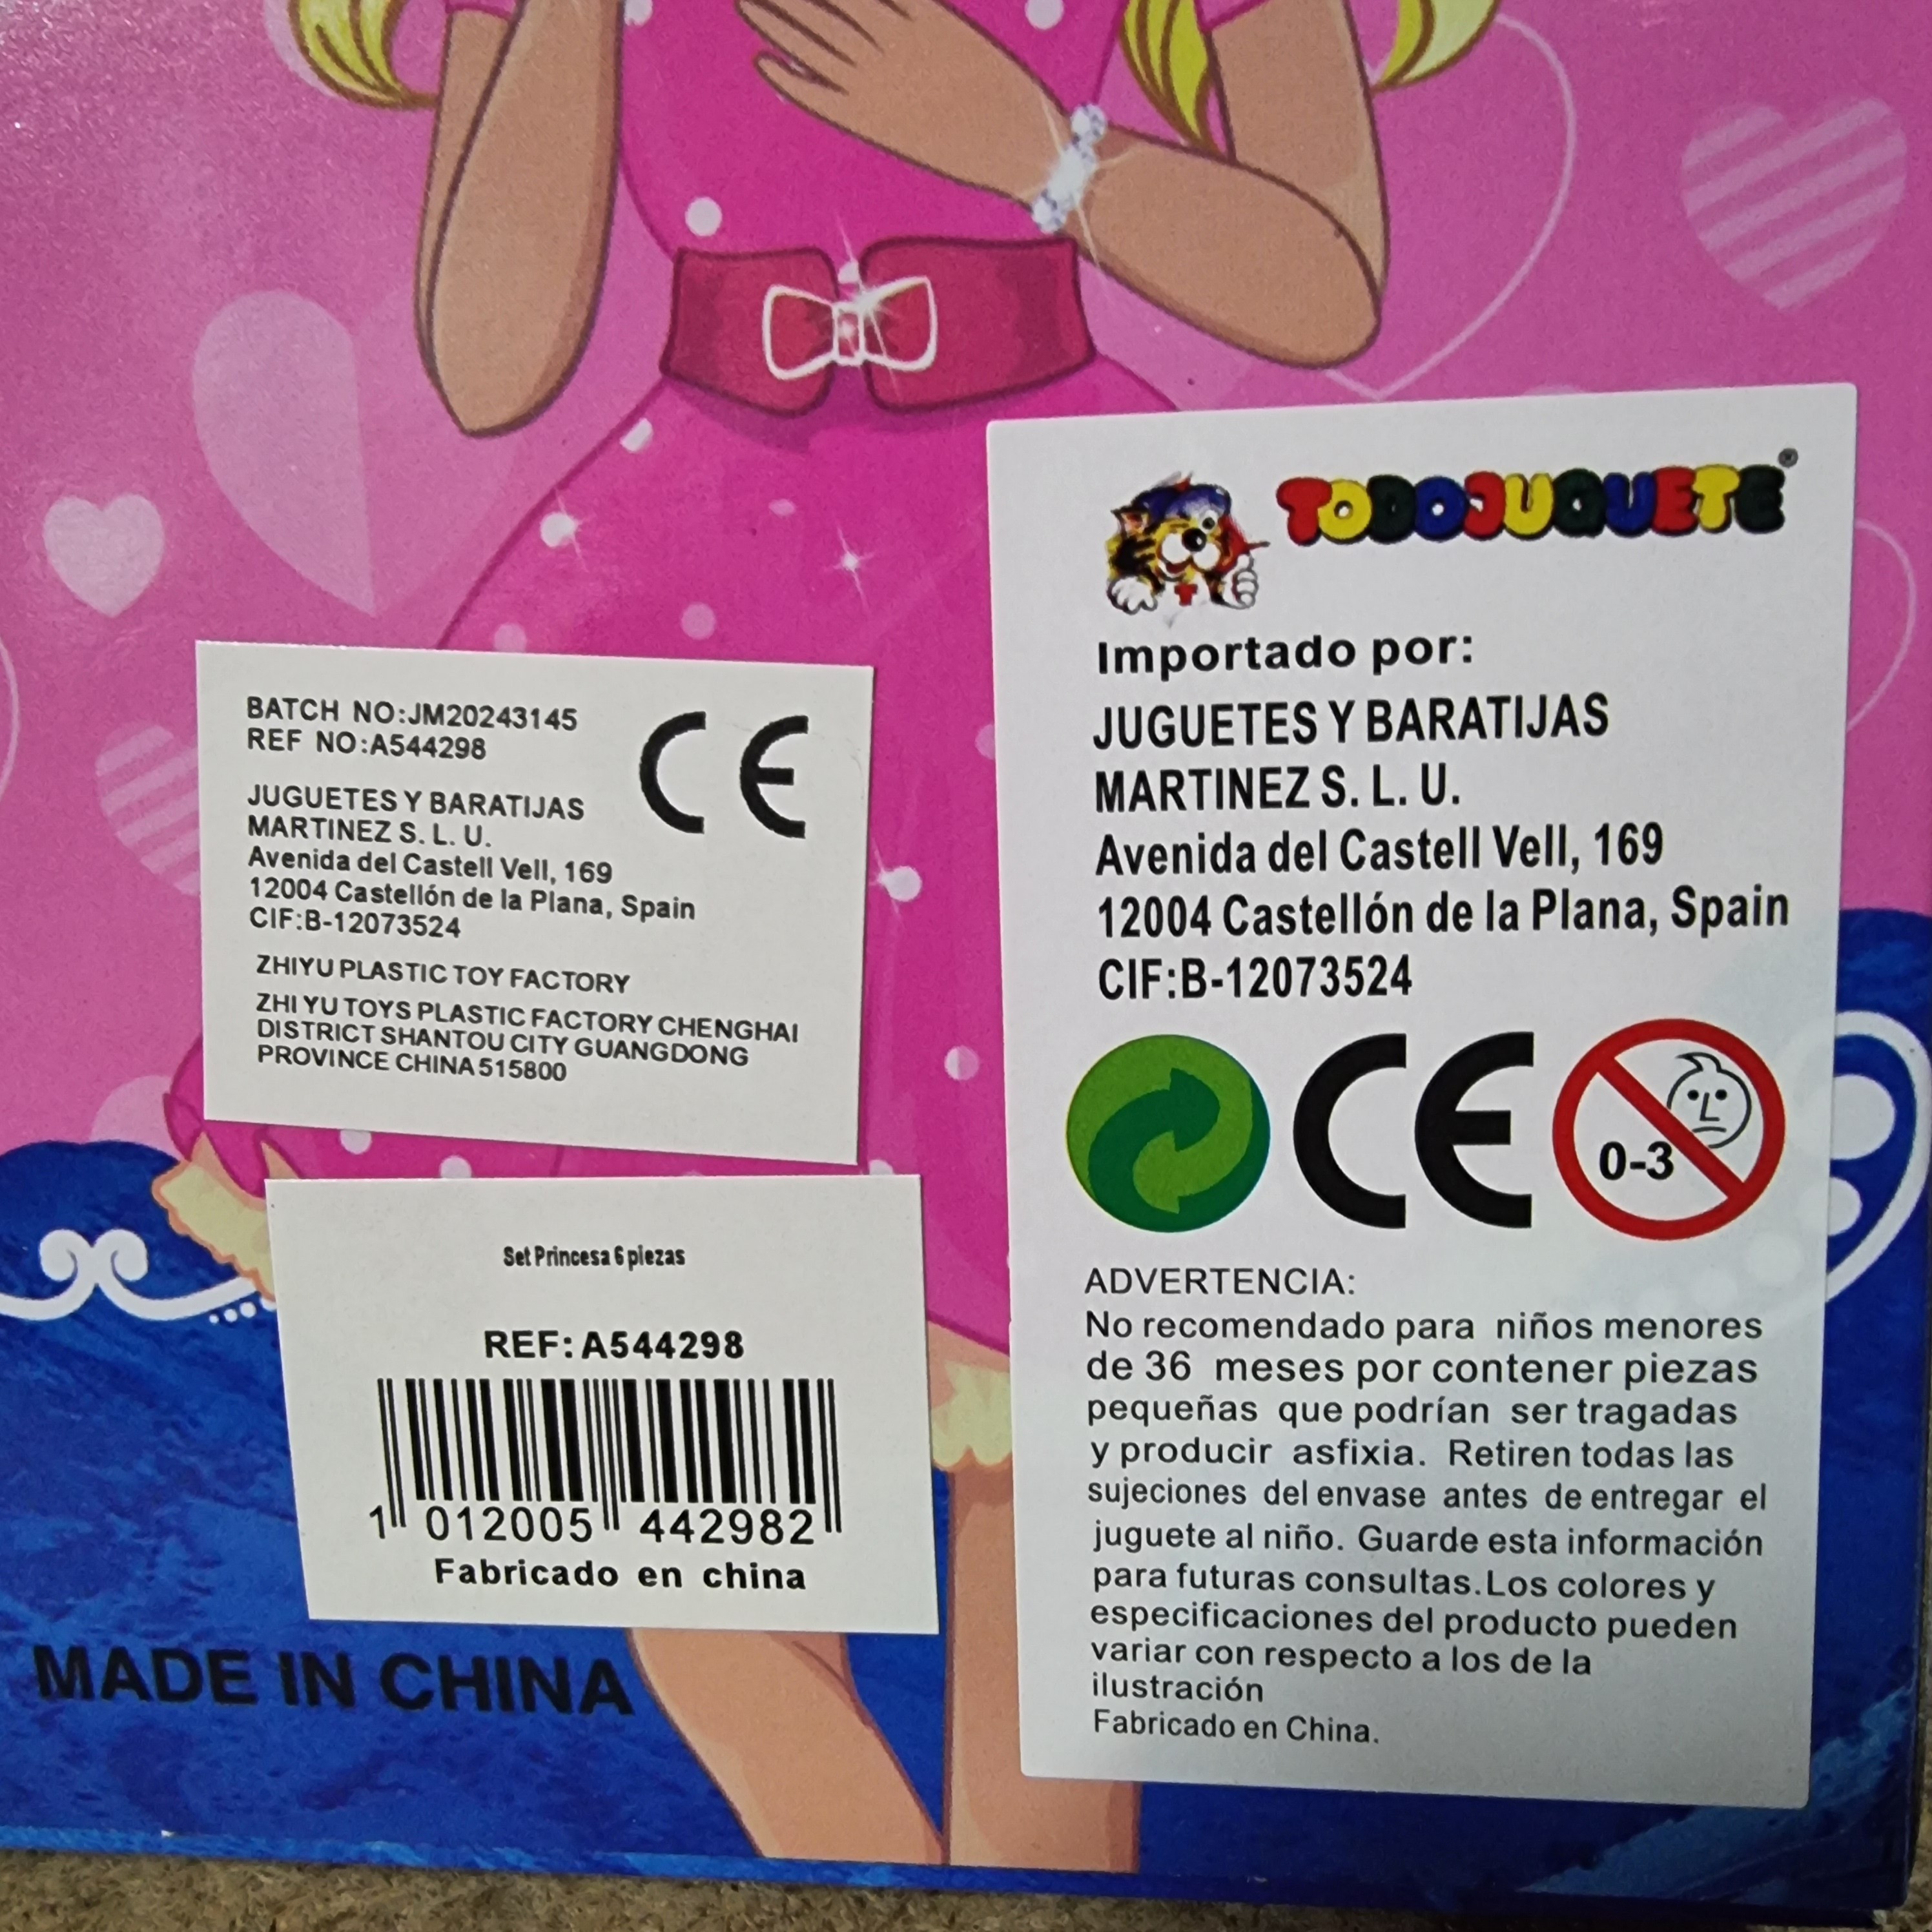 BATCH NO:JM20243145
REF NO:A544298
CE
JUGUETES Y BARATIJAS
MARTINEZ S. L. U.
Avenida del Castell Vell, 169
12004 Castellón de la Plana, Spain
CIF:B-12073524
ZHIYU PLASTIC TOY FACTORY
ZHI YU TOYS PLASTIC FACTORY CHENGHAI
DISTRICT SHANTOU CITY GUANGDONG
PROVINCE CHINA 515800
Set Princesa 6 piezas
REF: A544298
1 012005 442982
Fabricado en china
MADE IN CHINA
TODOJUGUETE®
T
Importado por:
JUGUETES Y BARATIJAS
MARTINEZ S. L. U.
Avenida del Castell Vell, 169
12004 Castellón de la Plana, Spain
CIF:B-12073524
CE
0-3
ADVERTENCIA:
No recomendado para niños menores
de 36 meses por contener piezas
pequeñas que podrían ser tragadas
y producir asfixia. Retiren todas las
sujeciones del envase antes de entregar el
juguete al niño. Guarde esta información
para futuras consultas.Los colores y
especificaciones del producto pueden
variar con respecto a los de la
ilustración
Fabricado en China.